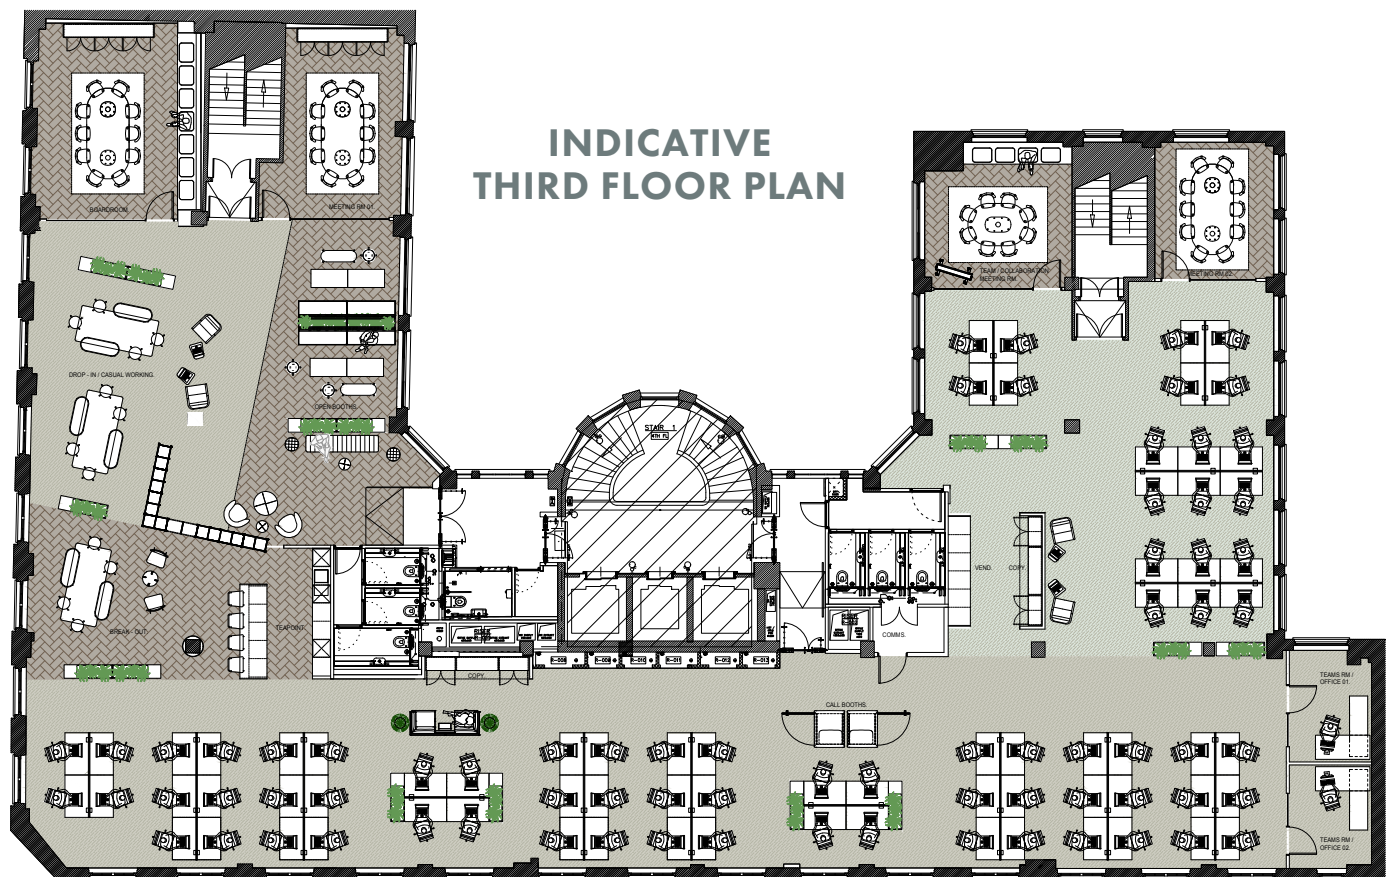 INDICATIVE
THIRD FLOOR PLAN
BOARDROOM.
MEETING RM 01.
TEAM / COLLABORATION
MEETING RM.
MEETING RM 02.
DROP - IN / CASUAL WORKING.
OPEN BOOTHS.
STAIR 1
VEND.
COPY.
BREAK - OUT.
TEAPOINT.
COMMS.
COPY.
CALL BOOTHS.
TEAMS RM /
OFFICE 01.
TEAMS RM /
OFFICE 02.